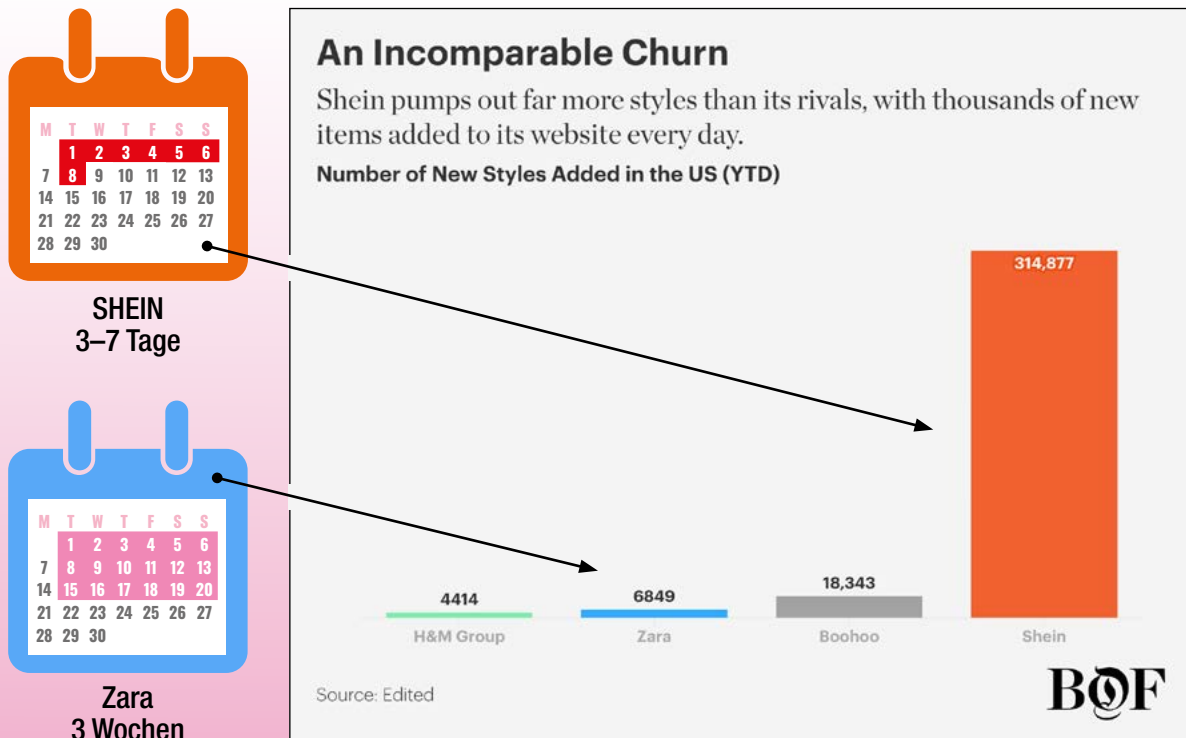 M T W T F S S
1 2 3 4 5 6
7 8 9 10 11 12 13
14 15 16 17 18 19 20
21 22 23 24 25 26 27
28 29 30
SHEIN
3–7 Tage
M T W T F S S
1 2 3 4 5 6
7 8 9 10 11 12 13
14 15 16 17 18 19 20
21 22 23 24 25 26 27
28 29 30
Zara
3 Wochen
An Incomparable Churn
Shein pumps out far more styles than its rivals, with thousands of new
items added to its website every day.
Number of New Styles Added in the US (YTD)
314,877
4414 6849 18,343
H&M Group Zara Boohoo Shein
Source: Edited
BOF